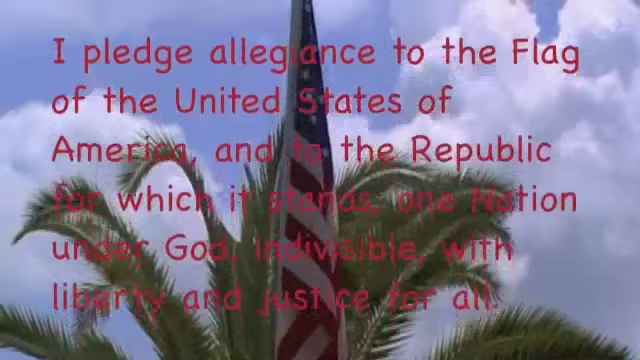 I pledge allegiance to the Flag
of the United States of
America, and to the Republic
for which it stands, one Nation
under God, indivisible, with
liberty and justice for all.